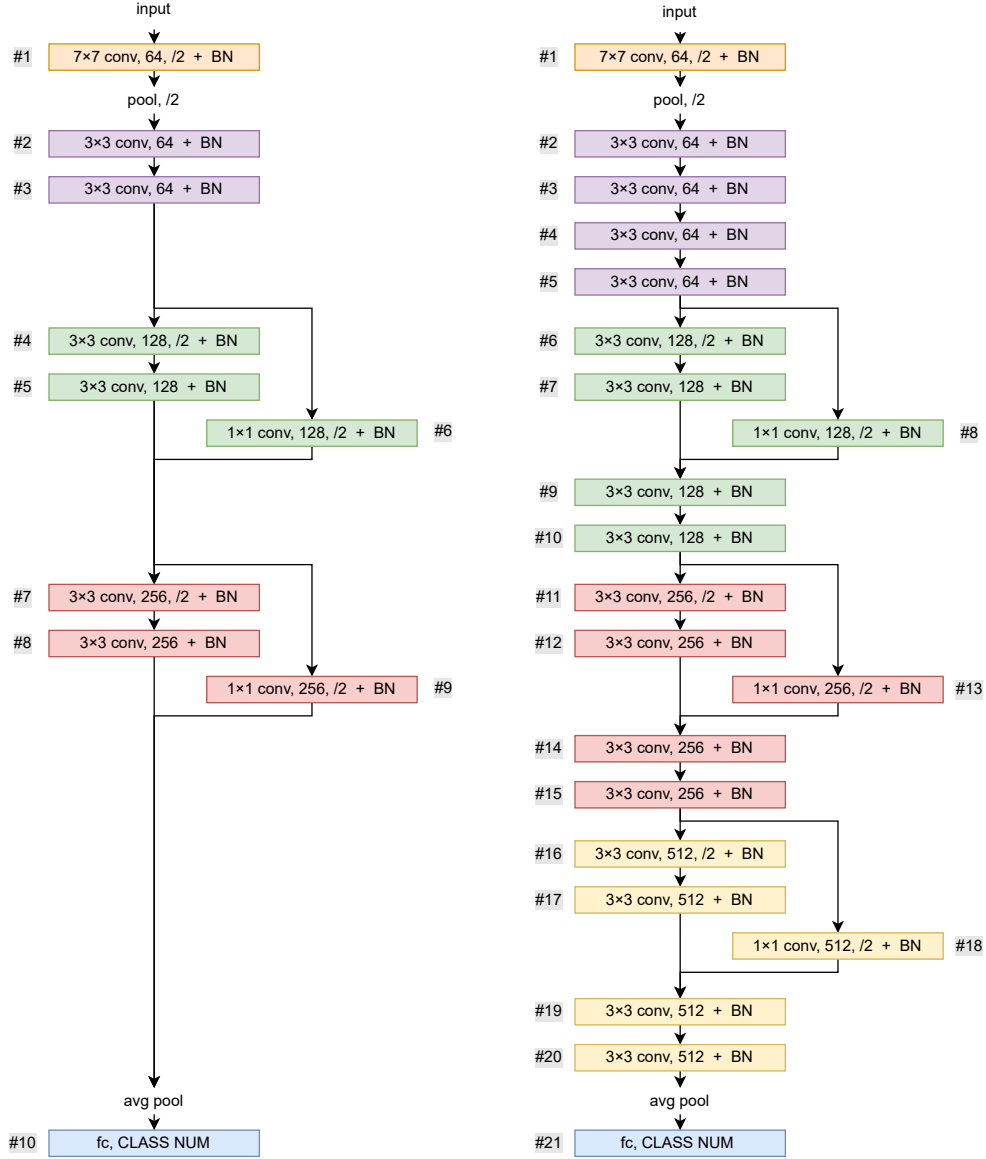 input
#1 7×7 conv, 64, /2 + BN
pool, /2
#2 3×3 conv, 64 + BN
#3 3×3 conv, 64 + BN
#4 3×3 conv, 128, /2 + BN
#5 3×3 conv, 128 + BN
1×1 conv, 128, /2 + BN #6
#7 3×3 conv, 256, /2 + BN
#8 3×3 conv, 256 + BN
1×1 conv, 256, /2 + BN #9
avg pool
#10 fc, CLASS NUM
input
#1 7×7 conv, 64, /2 + BN
pool, /2
#2 3×3 conv, 64 + BN
#3 3×3 conv, 64 + BN
#4 3×3 conv, 64 + BN
#5 3×3 conv, 64 + BN
#6 3×3 conv, 128, /2 + BN
#7 3×3 conv, 128 + BN
1×1 conv, 128, /2 + BN #8
#9 3×3 conv, 128 + BN
#10 3×3 conv, 128 + BN
#11 3×3 conv, 256, /2 + BN
#12 3×3 conv, 256 + BN
1×1 conv, 256, /2 + BN #13
#14 3×3 conv, 256 + BN
#15 3×3 conv, 256 + BN
#16 3×3 conv, 512, /2 + BN
#17 3×3 conv, 512 + BN
1×1 conv, 512, /2 + BN #18
#19 3×3 conv, 512 + BN
#20 3×3 conv, 512 + BN
avg pool
#21 fc, CLASS NUM